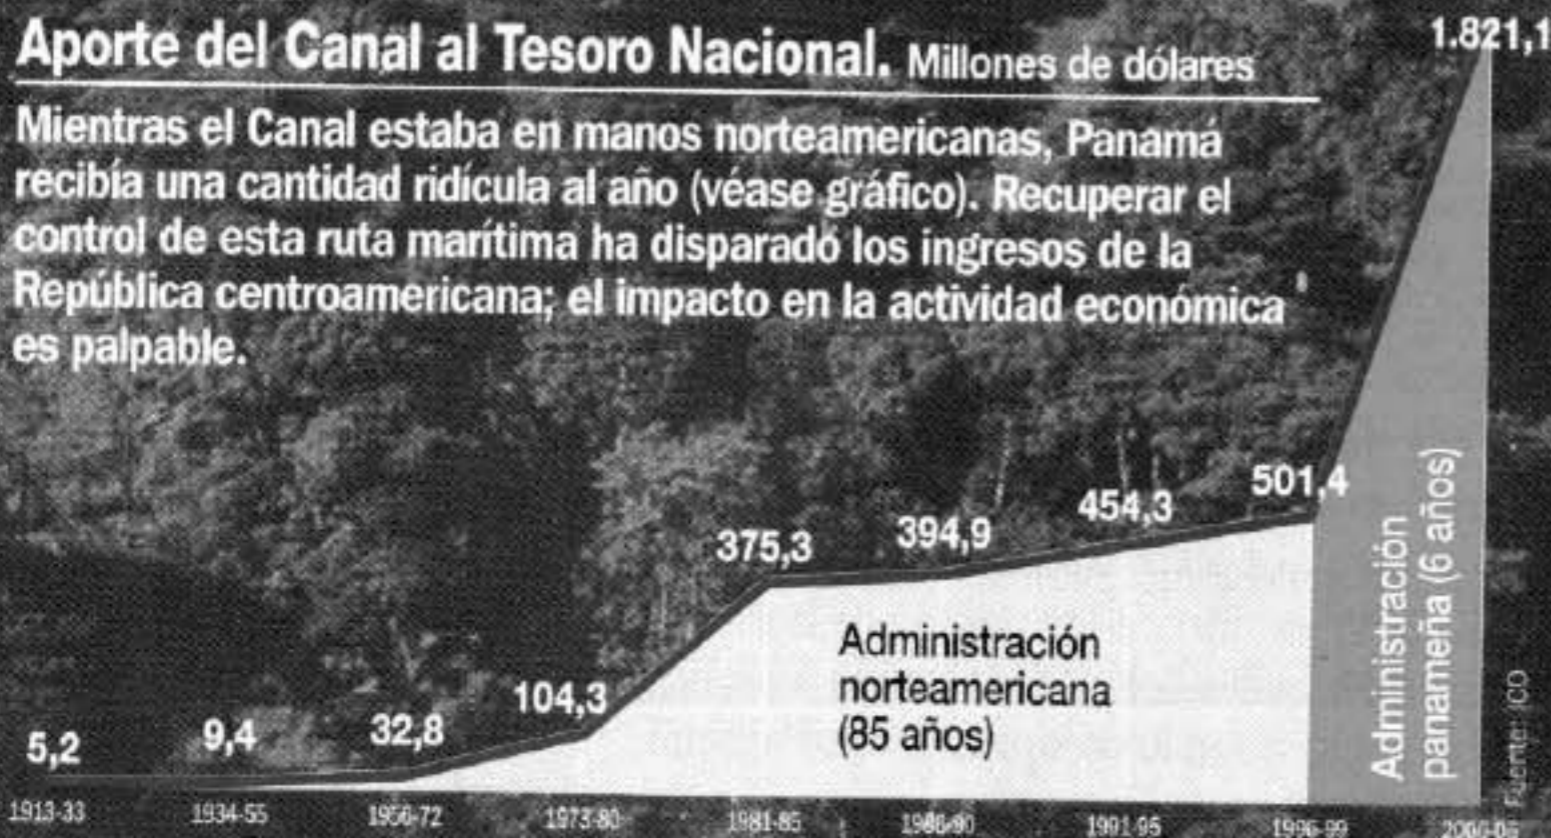 Aporte del Canal al Tesoro Nacional. Millones de dólares
Mientras el Canal estaba en manos norteamericanas, Panamá
recibía una cantidad ridícula al año (véase gráfico). Recuperar el
control de esta ruta marítima ha disparado los ingresos de la
República centroamericana; el impacto en la actividad económica
es palpable.
1.821,1
501,4
454,3
394,9
375,3
104,3
32,8
9,4
5,2
Administración
norteamericana
(85 años)
Administración
panameña (6 años)
1913-33
1934-55
1956-72
1973-80
1981-85
1986-90
1991-95
1996-99
Fuente: